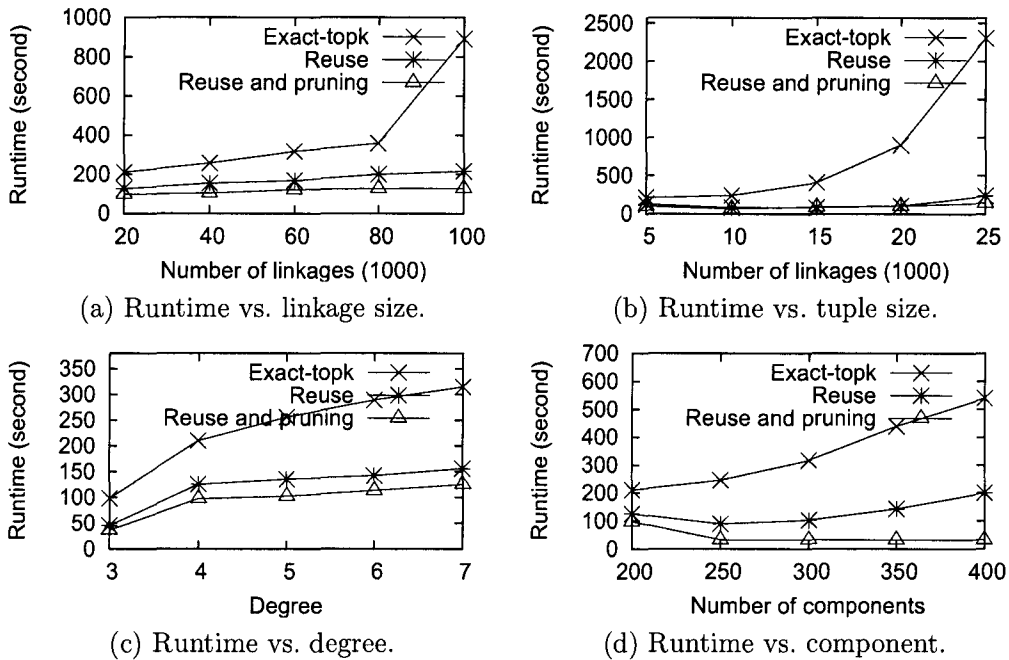 1000
800
600
400
200
0
Runtime (second)
Exact-topk
Reuse
Reuse and pruning
20 40 60 80 100
Number of linkages (1000)
(a) Runtime vs. linkage size.
2500
2000
1500
1000
500
0
Runtime (second)
Exact-topk
Reuse
Reuse and pruning
5 10 15 20 25
Number of linkages (1000)
(b) Runtime vs. tuple size.
350
300
250
200
150
100
50
0
Runtime (second)
Exact-topk
Reuse
Reuse and pruning
3 4 5 6 7
Degree
(c) Runtime vs. degree.
700
600
500
400
300
200
100
0
Runtime (second)
Exact-topk
Reuse
Reuse and pruning
200 250 300 350 400
Number of components
(d) Runtime vs. component.